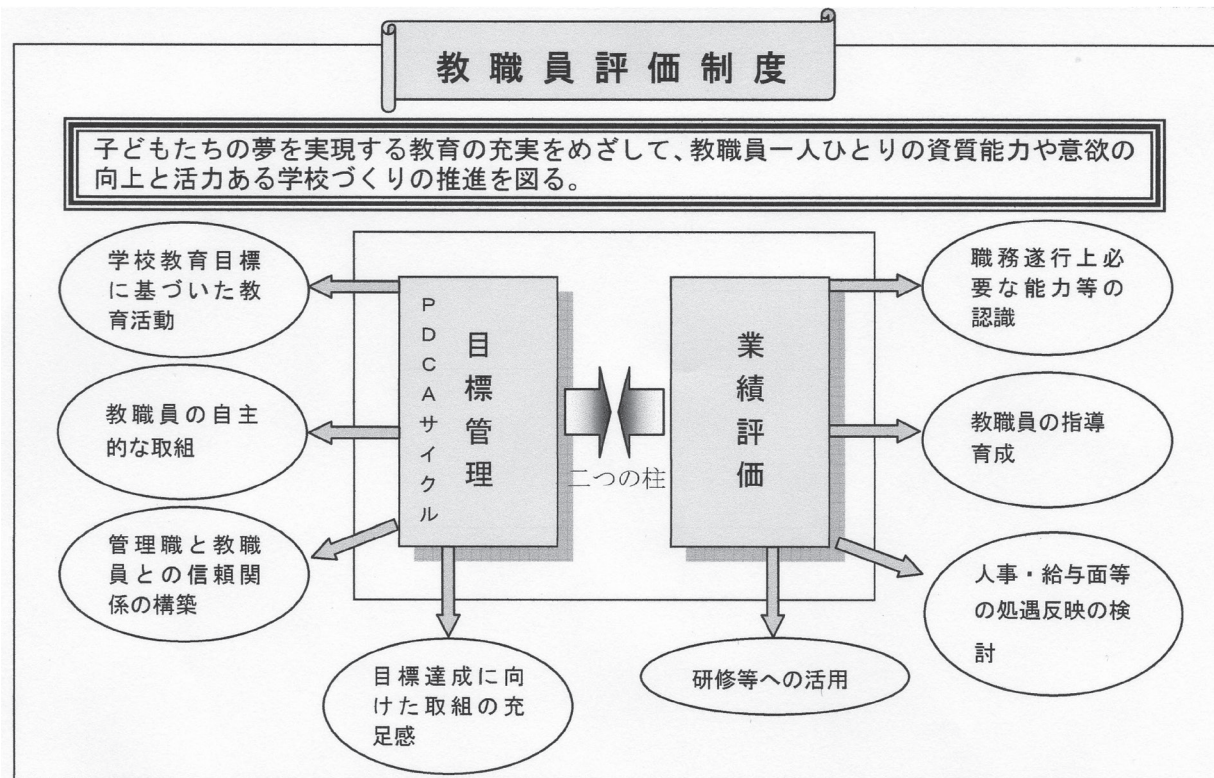 教職員評価制度
子どもたちの夢を実現する教育の充実をめざして、教職員一人ひとりの資質能力や意欲の
向上と活力ある学校づくりの推進を図る。
学校教育目標
に基づいた教
育活動
教職員の自主
的な取組
管理職と教職
員との信頼関
係の構築
目標達成に向
けた取組の充
足感
PDCAサイクル
目標管理
二つの柱
業績評価
職務遂行上必
要な能力等の
認識
教職員の指導
育成
人事・給与面等
の処遇反映の検
討
研修等への活用